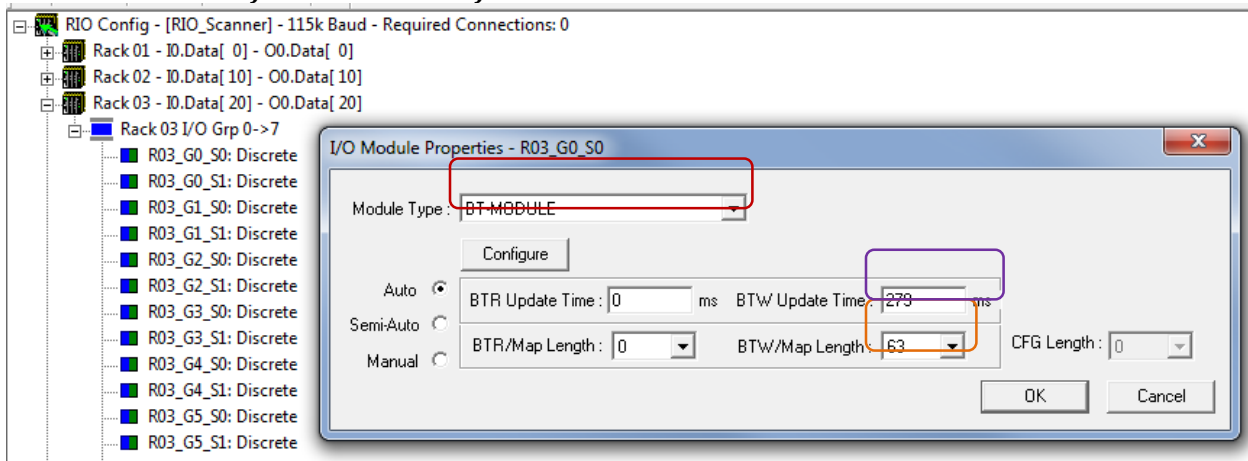 RIO Config - [RIO_Scanner] - 115k Baud - Required Connections: 0
Rack 01 - I0.Data[ 0] - O0.Data[ 0]
Rack 02 - I0.Data[ 10] - O0.Data[ 10]
Rack 03 - I0.Data[ 20] - O0.Data[ 20]
Rack 03 I/O Grp 0->7
R03_G0_S0: Discrete
R03_G0_S1: Discrete
R03_G1_S0: Discrete
R03_G1_S1: Discrete
R03_G2_S0: Discrete
R03_G2_S1: Discrete
R03_G3_S0: Discrete
R03_G3_S1: Discrete
R03_G4_S0: Discrete
R03_G4_S1: Discrete
R03_G5_S0: Discrete
R03_G5_S1: Discrete
I/O Module Properties - R03_G0_S0
Module Type : BT-MODULE
Configure
Auto
Semi-Auto
Manual
BTR Update Time : 0 ms BTW Update Time : 279 ms
BTR/Map Length : 0 BTW/Map Length : 63 CFG Length : 0
OK Cancel